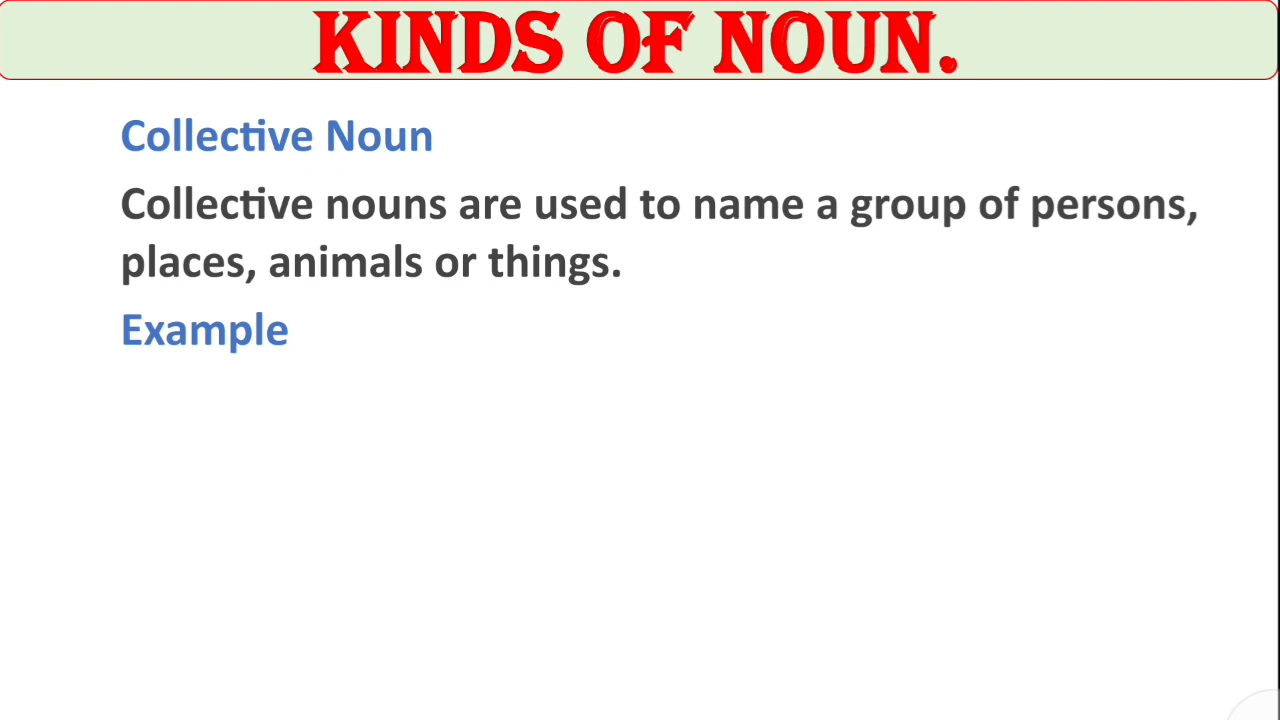 KINDS OF NOUN.
Collective Noun
Collective nouns are used to name a group of persons,
places, animals or things.
Example